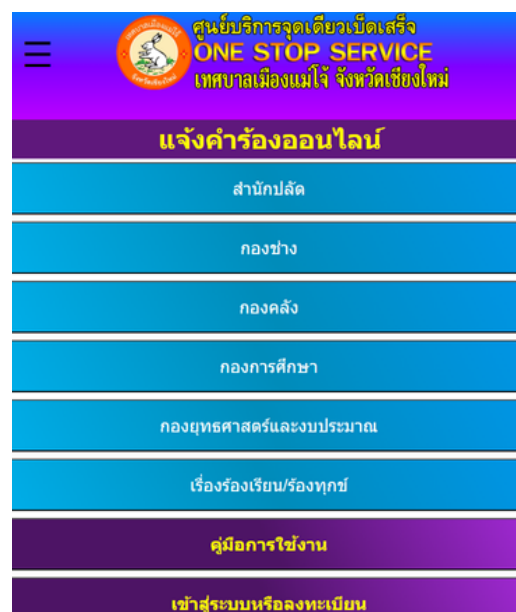 ศูนย์บริการจุดเดียวเบ็ดเสร็จ
ONE STOP SERVICE
เทศบาลเมืองแม่โจ้ จังหวัดเชียงใหม่
แจ้งคำร้องออนไลน์
สำนักปลัด
กองช่าง
กองคลัง
กองการศึกษา
กองยุทธศาสตร์และงบประมาณ
เรื่องร้องเรียน/ร้องทุกข์
คู่มือการใช้งาน
เข้าสู่ระบบหรือลงทะเบียน